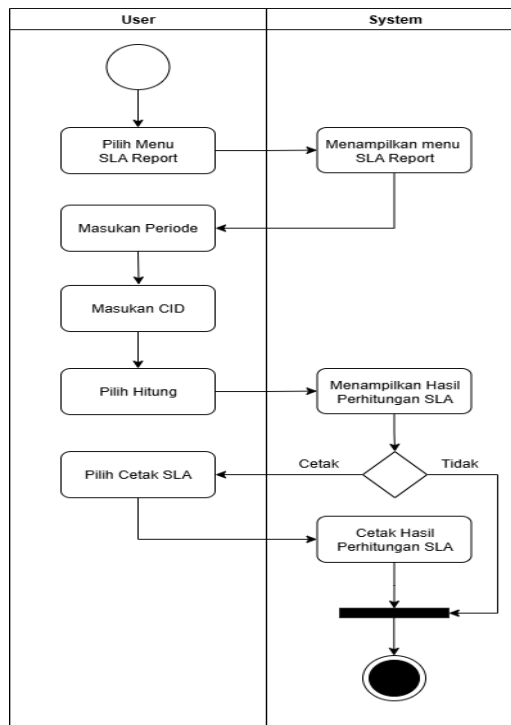 User
System
Pilih Menu
SLA Report
Menampilkan menu
SLA Report
Masukan Periode
Masukan CID
Pilih Hitung
Menampilkan Hasil
Perhitungan SLA
Cetak
Tidak
Pilih Cetak SLA
Cetak Hasil
Perhitungan SLA